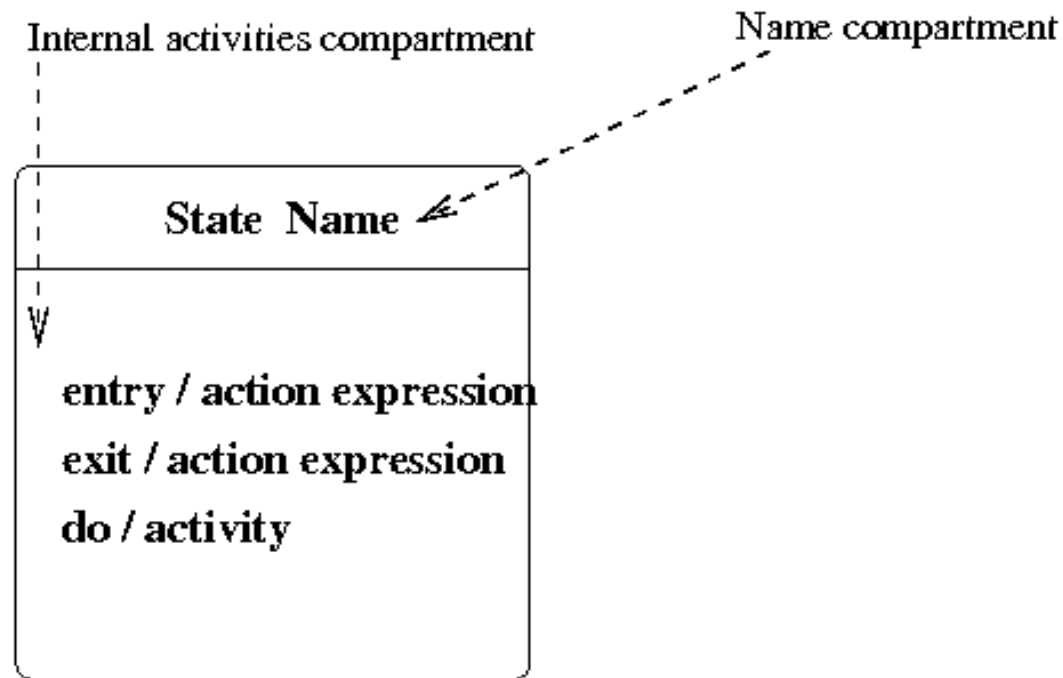 Internal activities compartment
Name compartment
State Name
entry / action expression
exit / action expression
do / activity